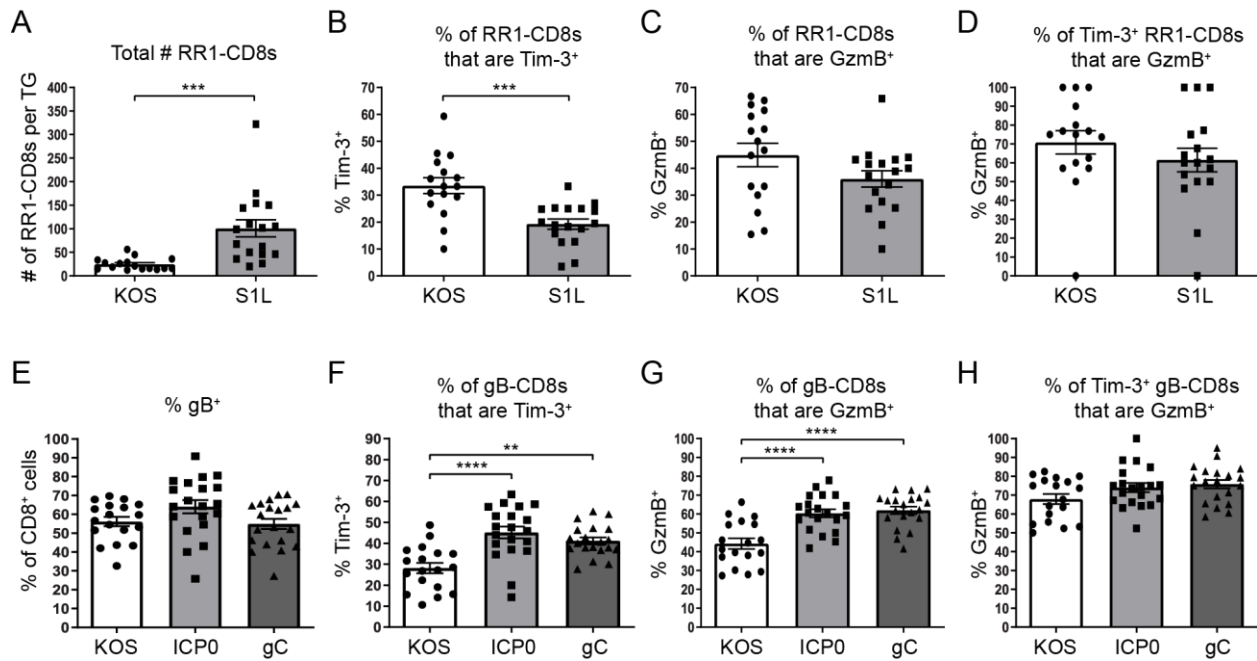 A
Total # RR1-CD8s
# of RR1-CD8s per TG
400
350
300
250
200
150
100
50
0
***
KOS
S1L
B
% of RR1-CD8s
that are Tim-3⁺
% Tim-3⁺
70
60
50
40
30
20
10
0
***
KOS
S1L
C
% of RR1-CD8s
that are GzmB⁺
% GzmB⁺
70
60
50
40
30
20
10
0
KOS
S1L
D
% of Tim-3⁺ RR1-CD8s
that are GzmB⁺
% GzmB⁺
100
90
80
70
60
50
40
30
20
10
0
KOS
S1L
E
% gB⁺
% of CD8⁺ cells
100
90
80
70
60
50
40
30
20
10
0
KOS
ICP0
gC
F
% of gB-CD8s
that are Tim-3⁺
% Tim-3⁺
90
80
70
60
50
40
30
20
10
0
**
****
KOS
ICP0
gC
G
% of gB-CD8s
that are GzmB⁺
% GzmB⁺
100
90
80
70
60
50
40
30
20
10
0
****
****
KOS
ICP0
gC
H
% of Tim-3⁺ gB-CD8s
that are GzmB⁺
% GzmB⁺
100
90
80
70
60
50
40
30
20
10
0
KOS
ICP0
gC